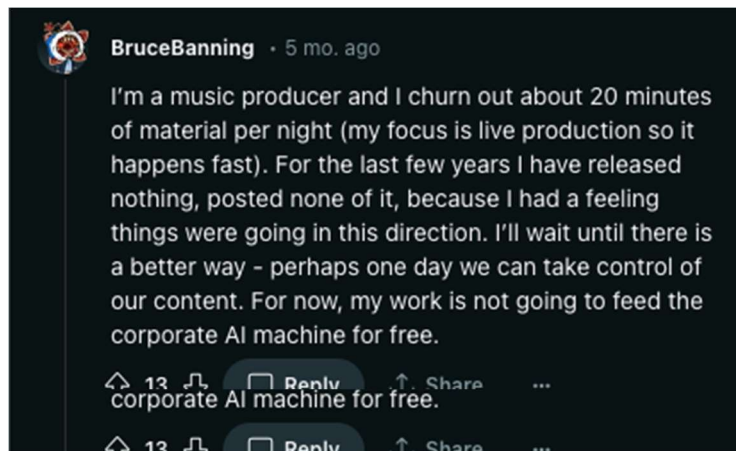 BruceBanning • 5 mo. ago
I'm a music producer and I churn out about 20 minutes
of material per night (my focus is live production so it
happens fast). For the last few years I have released
nothing, posted none of it, because I had a feeling
things were going in this direction. I'll wait until there is
a better way - perhaps one day we can take control of
our content. For now, my work is not going to feed the
corporate AI machine for free.
13 Reply Share ...
corporate AI machine for free.
13 Reply Share ...